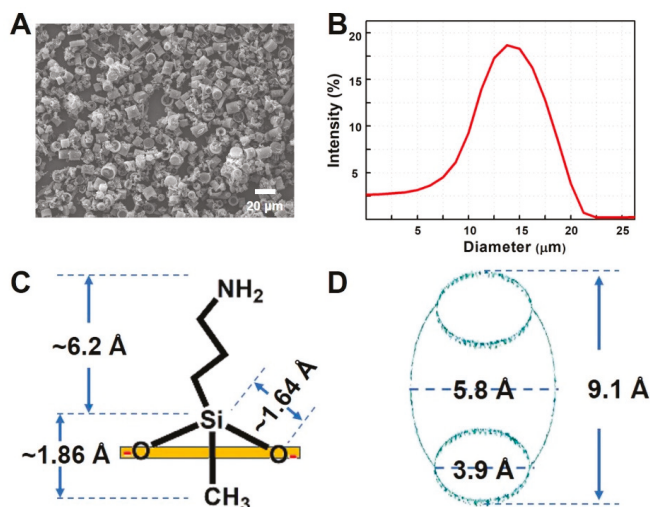 A
20 μm
B
Intensity (%)
20
15
10
5
5
10
15
20
25
Diameter (μm)
C
NH2
~6.2 Å
~1.64 Å
Si
~1.86 Å
-O
O-
CH3
D
5.8 Å
9.1 Å
3.9 Å